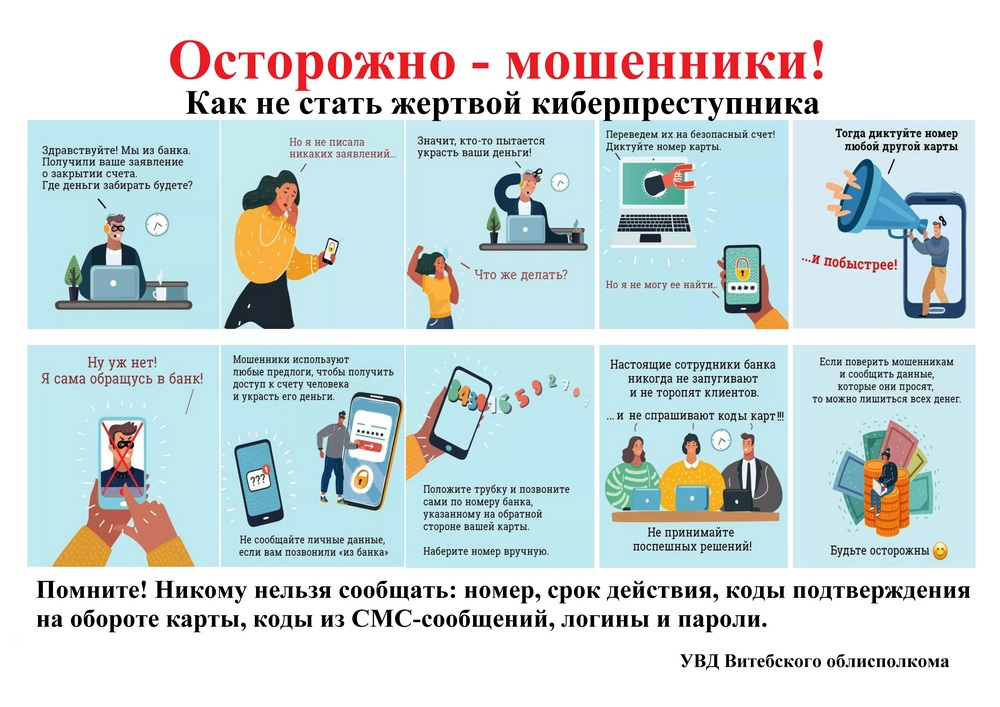 Осторожно - мошенники!
Как не стать жертвой киберпреступника
Здравствуйте! Мы из банка.
Получили ваше заявление
о закрытии счета.
Где деньги забирать будете?
Но я не писала
никаких заявлений...
Значит, кто-то пытается
украсть ваши деньги!
Что же делать?
Переведем их на безопасный счет!
Диктуйте номер карты.
Но я не могу ее найти..
Тогда диктуйте номер
любой другой карты
...и побыстрее!
Ну уж нет!
Я сама обращусь в банк!
Мошенники используют
любые предлоги, чтобы получить
доступ к счету человека
и украсть его деньги.
???
Не сообщайте личные данные,
если вам позвонили «из банка»
Положите трубку и позвоните
сами по номеру банка,
указанному на обратной
стороне вашей карты.
Наберите номер вручную.
Настоящие сотрудники банка
никогда не запугивают
и не торопят клиентов.
... и не спрашивают коды карт!!!
Не принимайте
поспешных решений!
Если поверить мошенникам
и сообщить данные,
которые они просят,
то можно лишиться всех денег.
Будьте осторожны 😊
Помните! Никому нельзя сообщать: номер, срок действия, коды подтверждения
на обороте карты, коды из СМС-сообщений, логины и пароли.
УВД Витебского облисполкома